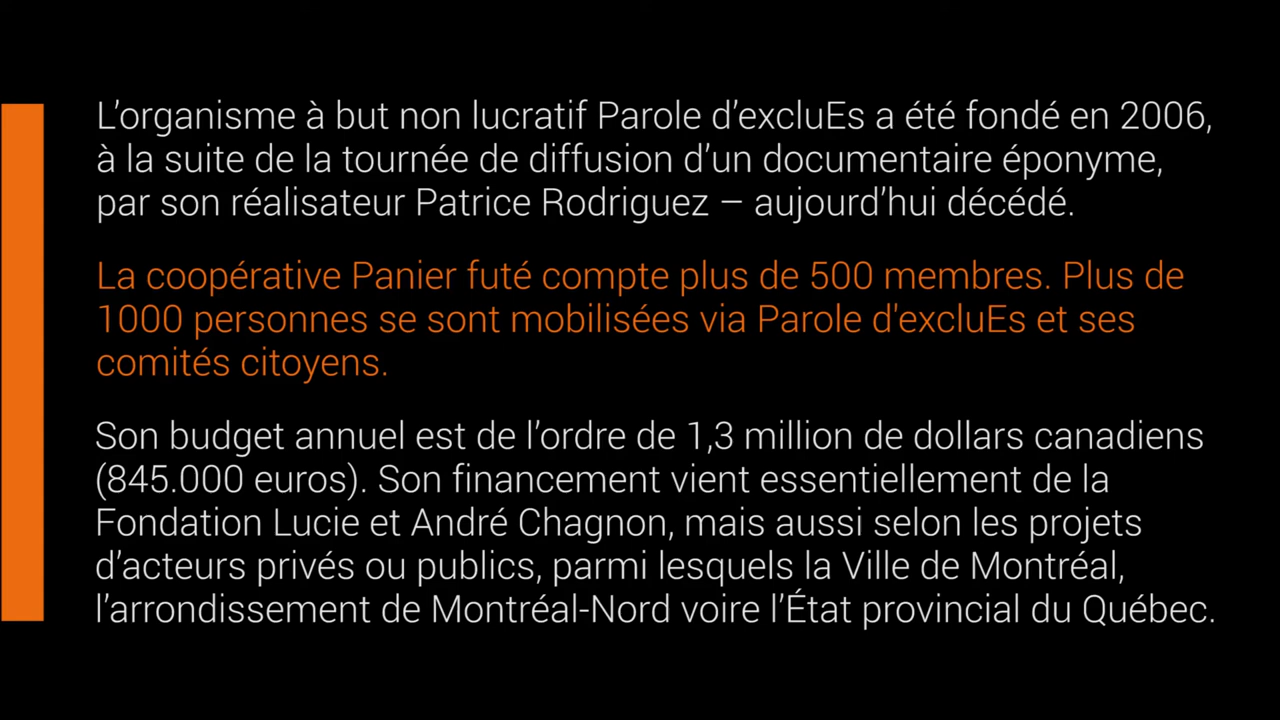 L’organisme à but non lucratif Parole d’excluEs a été fondé en 2006,
à la suite de la tournée de diffusion d’un documentaire éponyme,
par son réalisateur Patrice Rodriguez – aujourd’hui décédé.
La coopérative Panier futé compte plus de 500 membres. Plus de
1000 personnes se sont mobilisées via Parole d'excluEs et ses
comités citoyens.
Son budget annuel est de l’ordre de 1,3 million de dollars canadiens
(845.000 euros). Son financement vient essentiellement de la
Fondation Lucie et André Chagnon, mais aussi selon les projets
d’acteurs privés ou publics, parmi lesquels la Ville de Montréal,
l’arrondissement de Montréal-Nord voire l’État provincial du Québec.